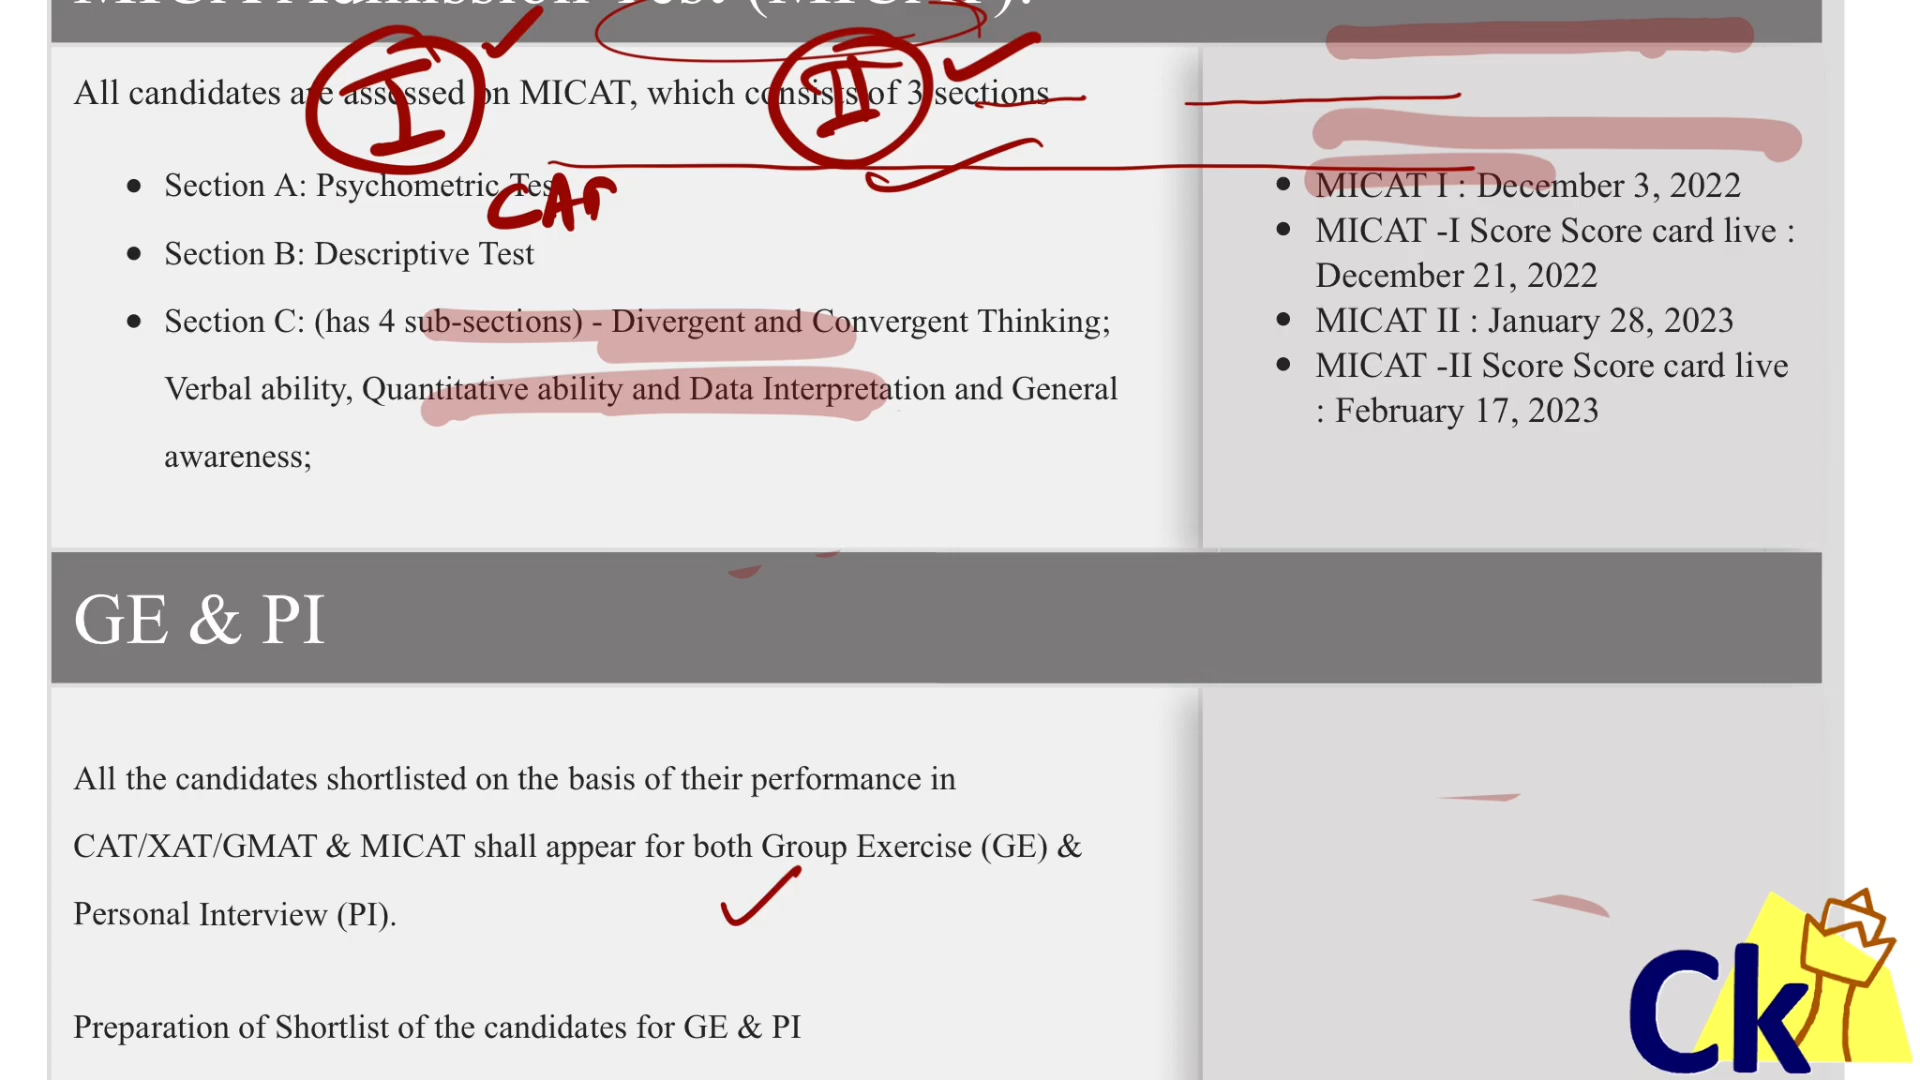 MICA Admission Test (MICAT):
I
II
All candidates are assessed on MICAT, which consists of 3 sections
Section A: Psychometric Test
CAT
Section B: Descriptive Test
Section C: (has 4 sub-sections) - Divergent and Convergent Thinking;
Verbal ability, Quantitative ability and Data Interpretation and General
awareness;
MICAT I : December 3, 2022
MICAT -I Score Score card live :
December 21, 2022
MICAT II : January 28, 2023
MICAT -II Score Score card live
: February 17, 2023
GE & PI
All the candidates shortlisted on the basis of their performance in
CAT/XAT/GMAT & MICAT shall appear for both Group Exercise (GE) &
Personal Interview (PI).
Preparation of Shortlist of the candidates for GE & PI
Ck